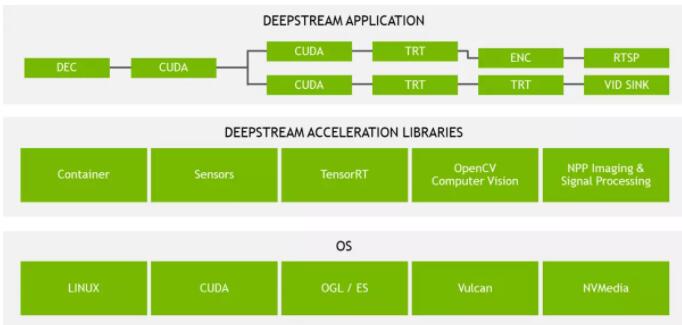 DEEPSTREAM APPLICATION
DEC
CUDA
CUDA
TRT
ENC
RTSP
CUDA
TRT
TRT
VID SINK
DEEPSTREAM ACCELERATION LIBRARIES
Container
Sensors
TensorRT
OpenCV
Computer Vision
NPP Imaging &
Signal Processing
OS
LINUX
CUDA
OGL / ES
Vulcan
NVMedia